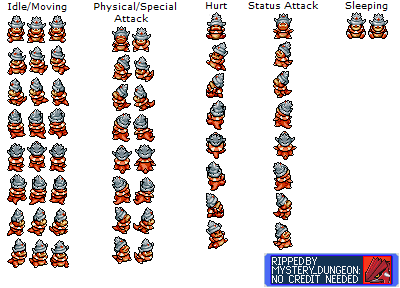 Idle/Moving Physical/Special Hurt Status Attack Sleeping
Attack
RIPPED BY
MYSTERY_DUNGEON:
NO CREDIT NEEDED